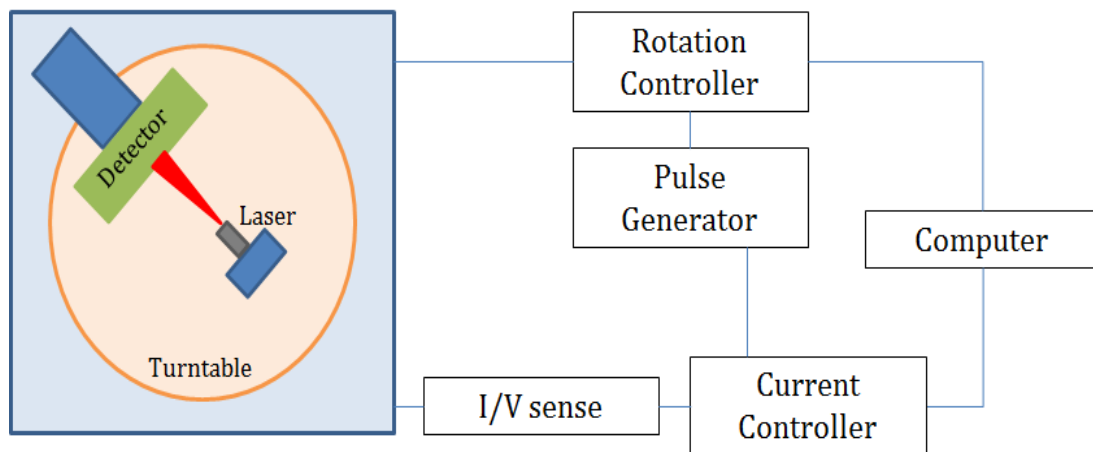 Detector
Laser
Turntable
Rotation
Controller
Pulse
Generator
Computer
I/V sense
Current
Controller